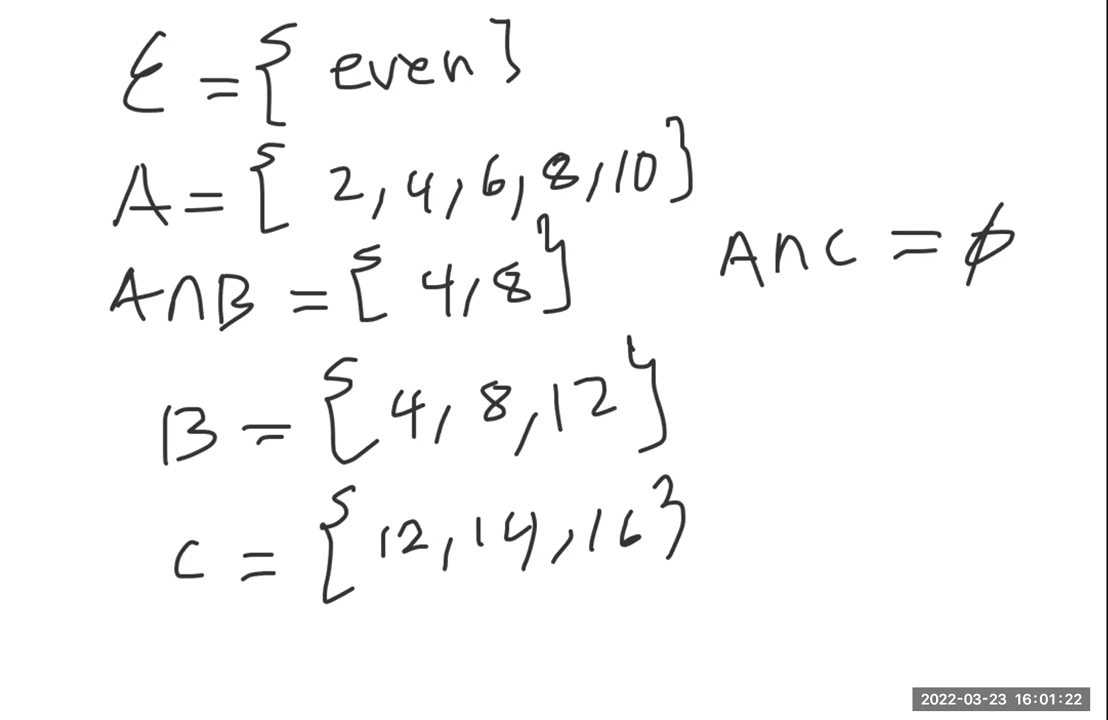 ℰ = { even }
A = { 2, 4, 6, 8, 10 }
A ∩ B = { 4, 8 }
A ∩ C = ϕ
B = { 4, 8, 12 }
C = { 12, 14, 16 }
2022-03-23 16:01:22